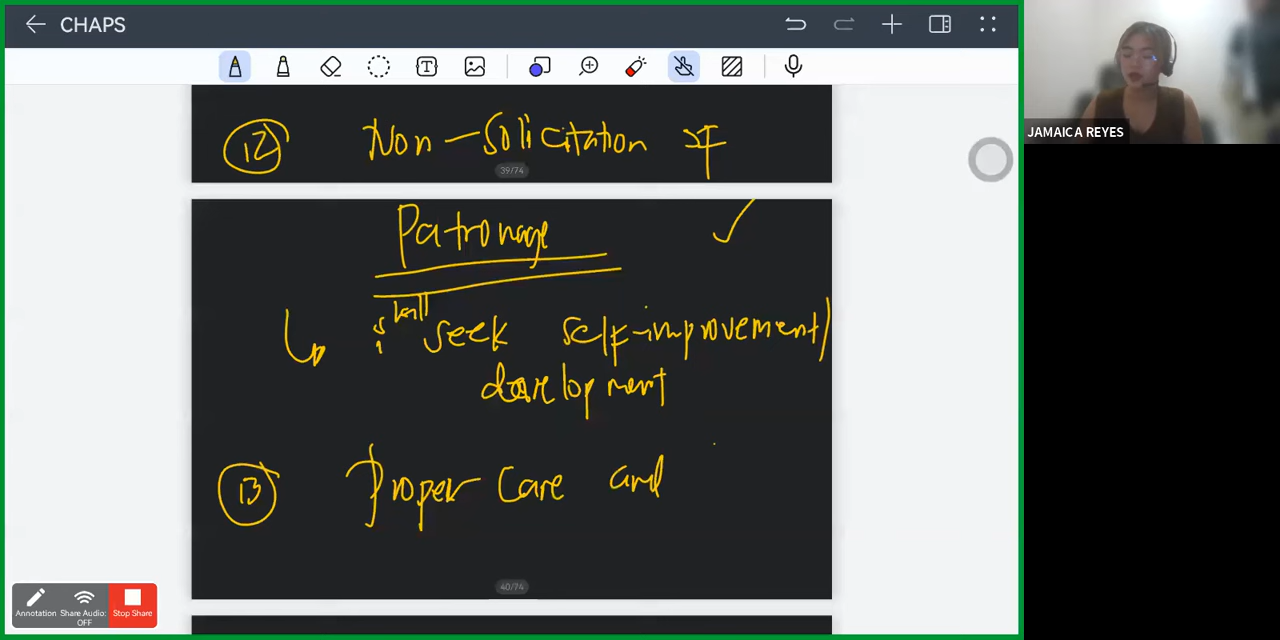 CHAPS
JAMAICA REYES
12 Non-Solicitation of
39/74
Patronage
shall seek self-improvement/
development
13 Proper Care and
40/74
Annotation
Share Audio: OFF
Stop Share